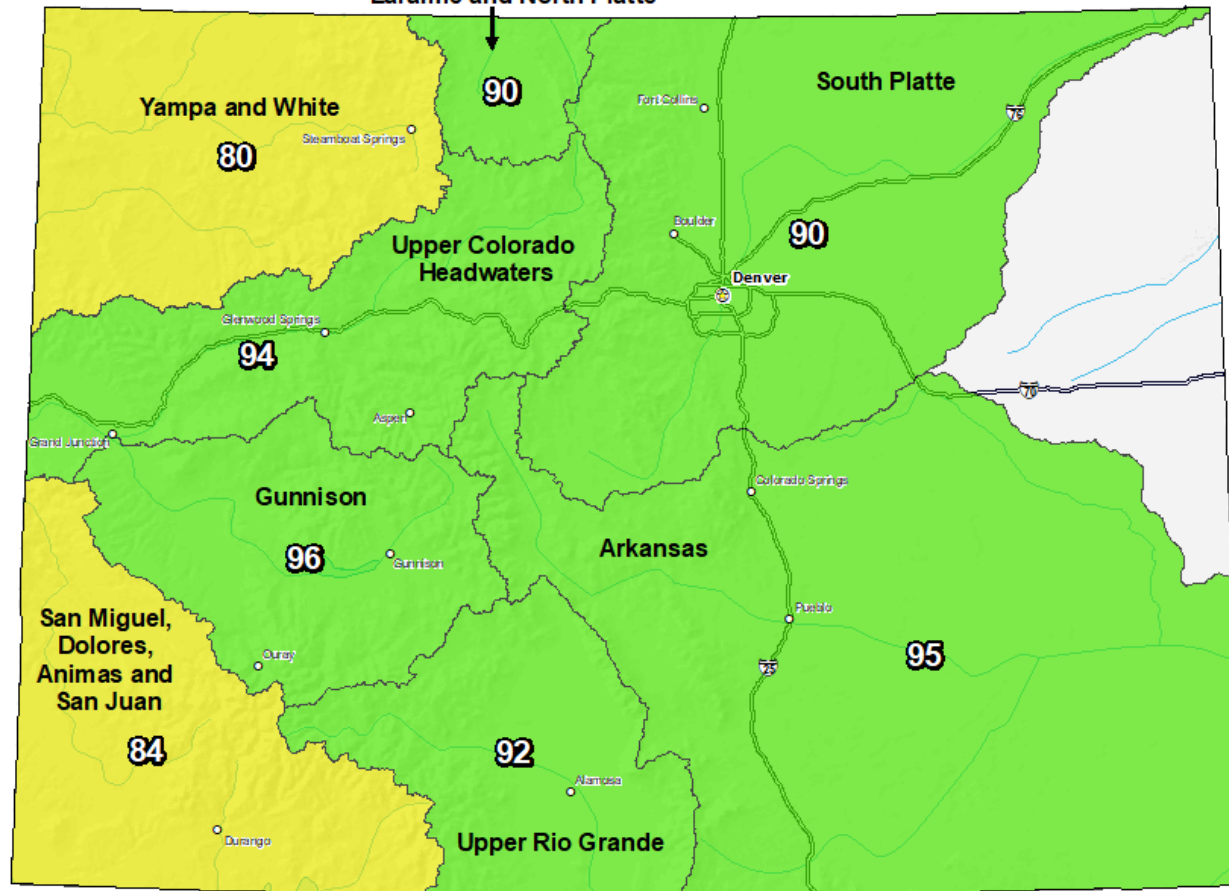 Laramie and North Platte
90
South Platte
Fort Collins
76
Yampa and White
Steamboat Springs
80
Boulder
90
Upper Colorado
Headwaters
Denver
Glenwood Springs
94
70
Aspen
Grand Junction
Gunnison
Colorado Springs
96
Gunnison
Arkansas
San Miguel,
Dolores,
Animas and
San Juan
Pueblo
Ouray
25
95
84
92
Alamosa
Durango
Upper Rio Grande